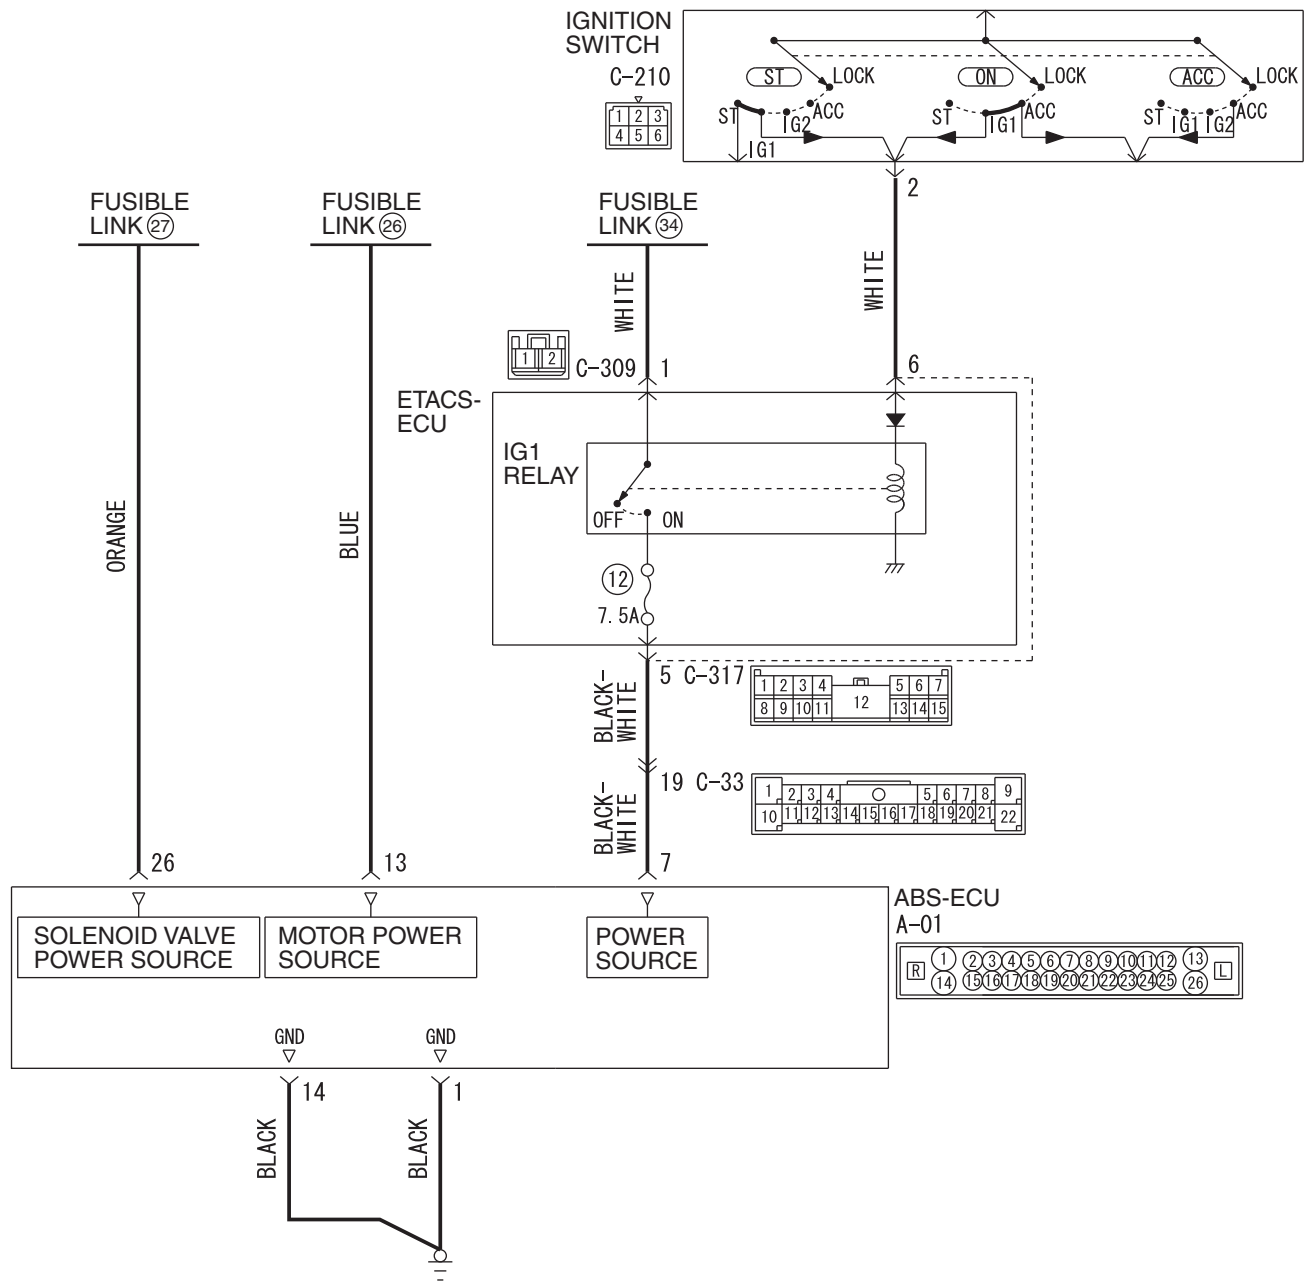 IGNITION
SWITCH
C-210
1 2 3
4 5 6
ST LOCK
ON LOCK
ACC LOCK
ST IG1 IG2 ACC
ST IG1 ACC
ST IG1 IG2 ACC
2
FUSIBLE
LINK 27
FUSIBLE
LINK 26
FUSIBLE
LINK 34
WHITE
WHITE
1 2
C-309 1
6
ETACS-
ECU
IG1
RELAY
OFF ON
ORANGE
BLUE
12
7.5A
5 C-317
BLACK-
WHITE
1 2 3 4 5 6 7
8 9 10 11 12 13 14 15
19 C-33
BLACK-
WHITE
1 2 3 4 5 6 7 8 9
10 11 12 13 14 15 16 17 18 19 20 21 22
26
13
7
ABS-ECU
A-01
SOLENOID VALVE
POWER SOURCE
MOTOR POWER
SOURCE
POWER
SOURCE
R 1 2 3 4 5 6 7 8 9 10 11 12 13 L
14 15 16 17 18 19 20 21 22 23 24 25 26
GND
GND
14
1
BLACK
BLACK